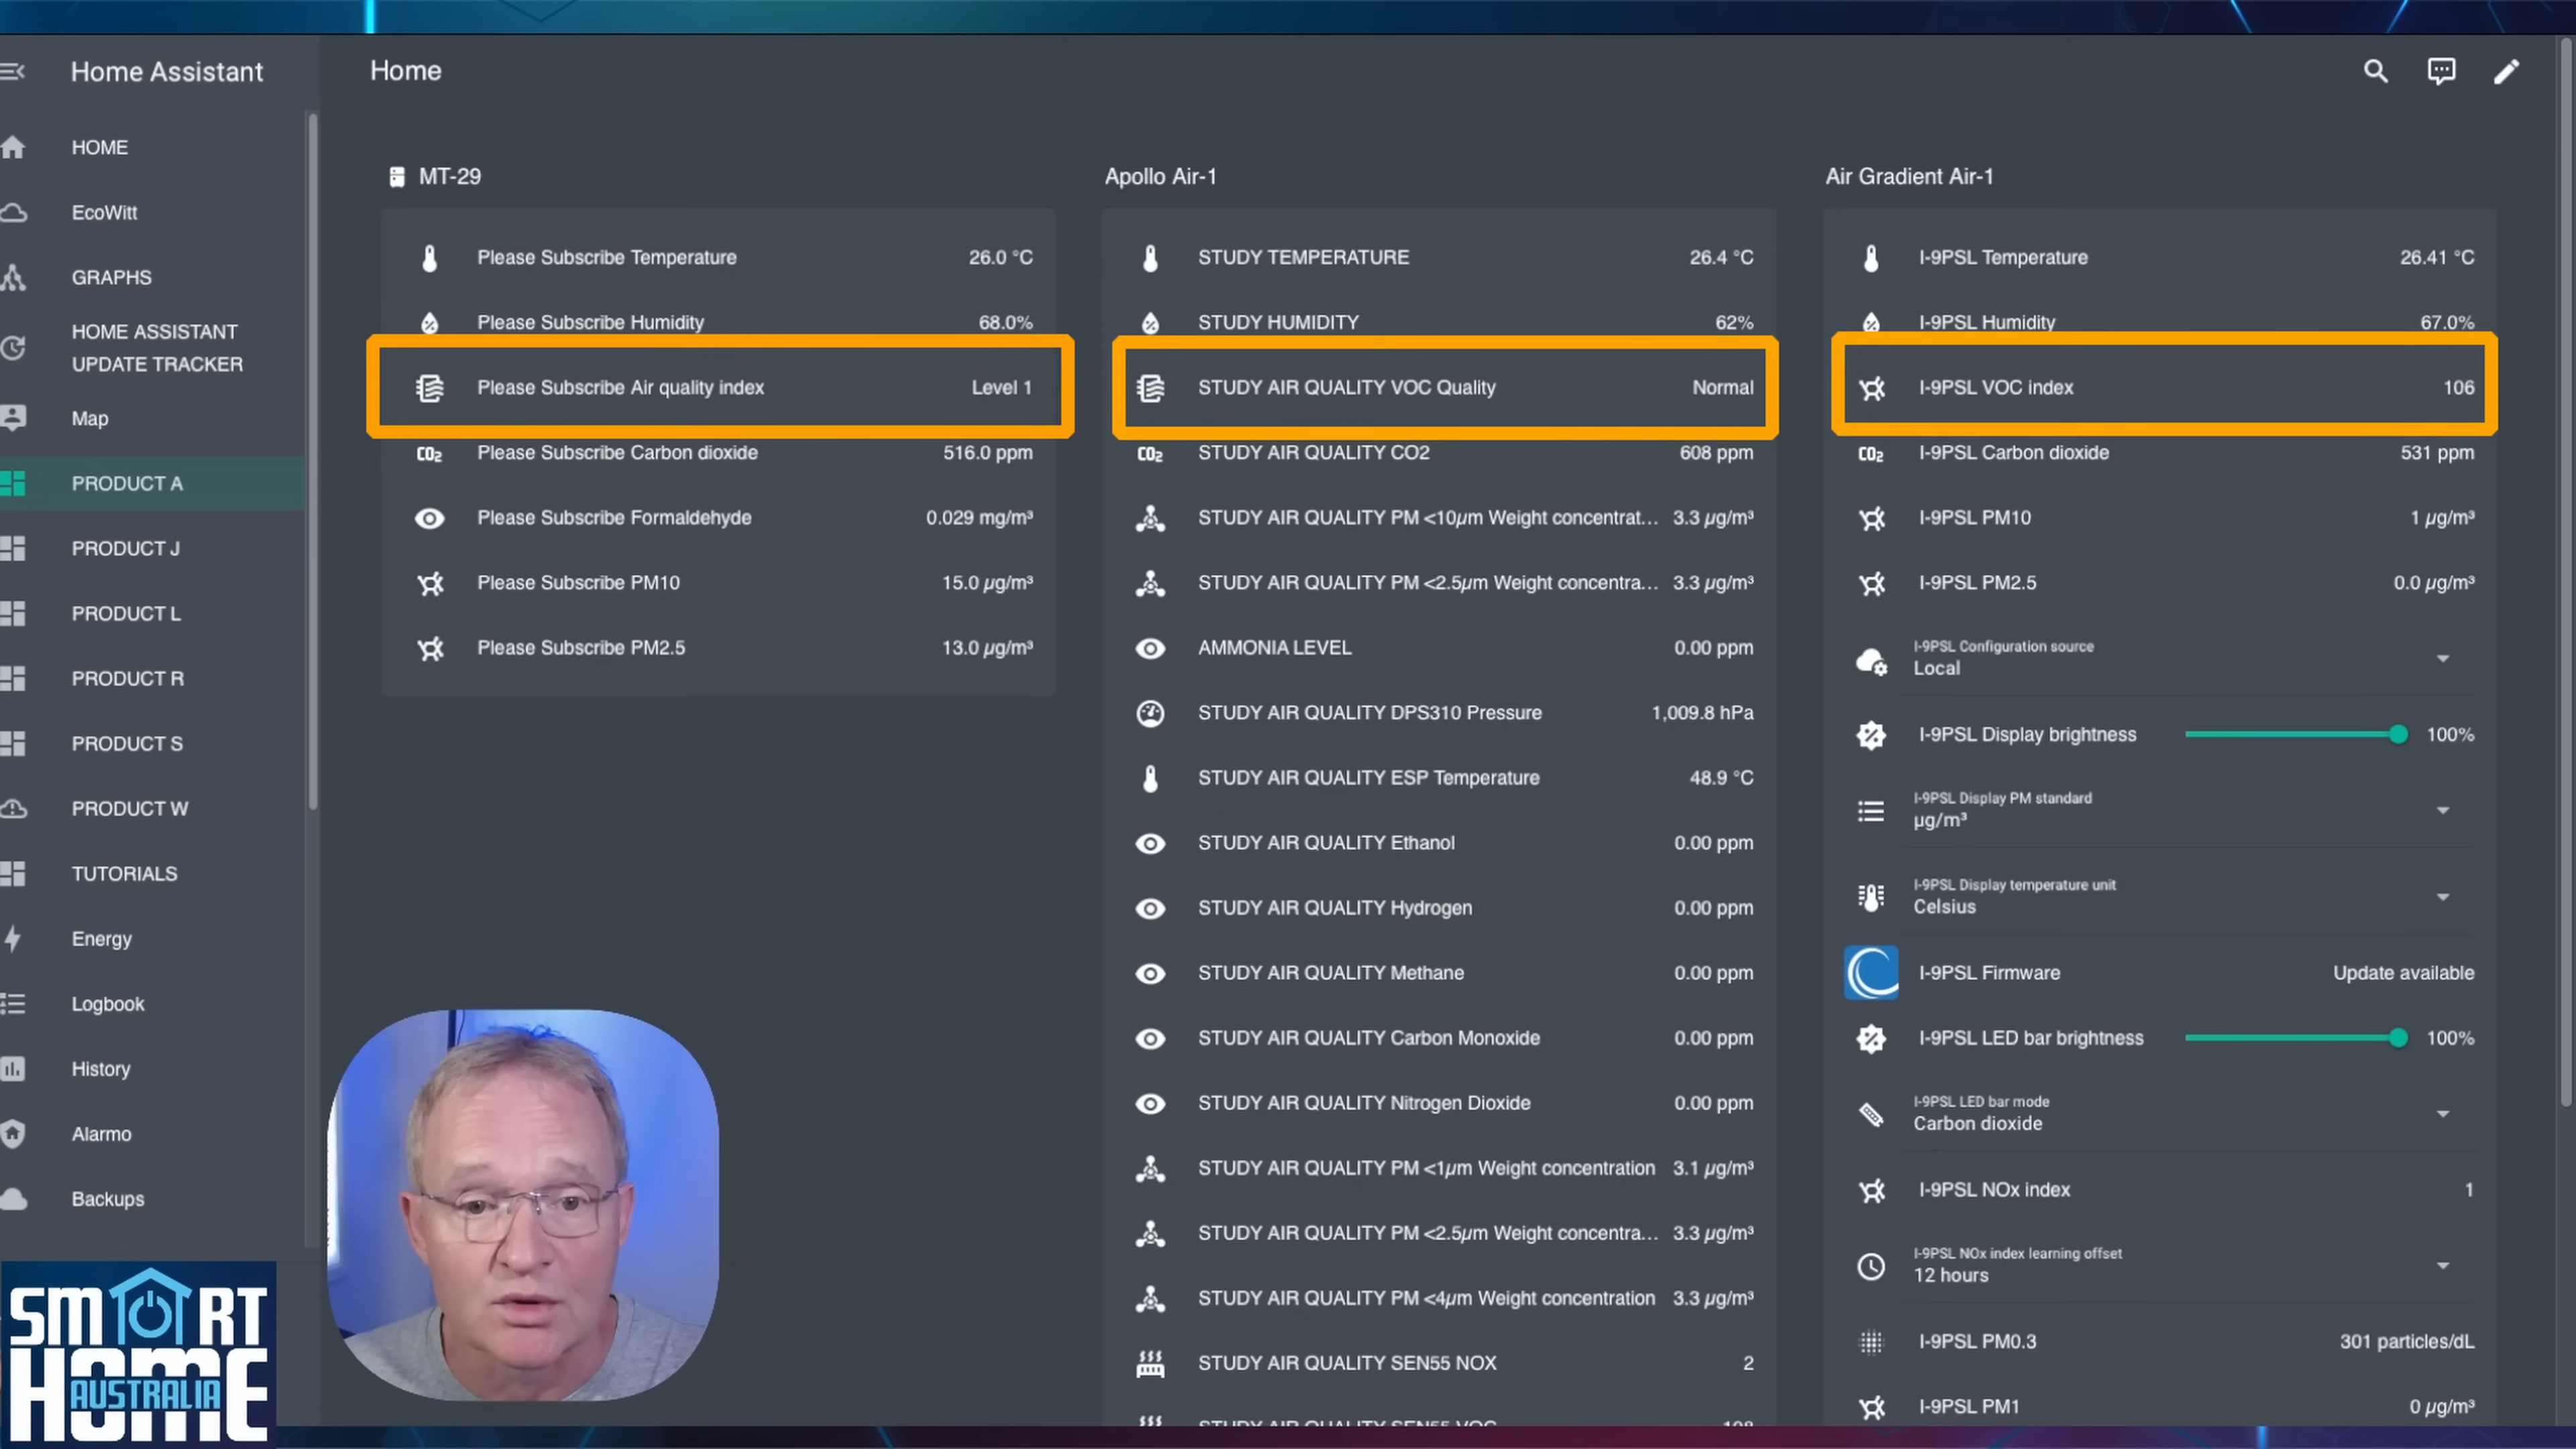 Home Assistant
HOME
EcoWitt
GRAPHS
HOME ASSISTANT
UPDATE TRACKER
Map
PRODUCT A
PRODUCT J
PRODUCT L
PRODUCT R
PRODUCT S
PRODUCT W
TUTORIALS
Energy
Logbook
History
Alarmo
Backups
SMART
HOME
AUSTRALIA
Home
MT-29
Please Subscribe Temperature 26.0 °C
Please Subscribe Humidity 68.0%
Please Subscribe Air quality index Level 1
CO₂ Please Subscribe Carbon dioxide 516.0 ppm
Please Subscribe Formaldehyde 0.029 mg/m³
Please Subscribe PM10 15.0 µg/m³
Please Subscribe PM2.5 13.0 µg/m³
Apollo Air-1
STUDY TEMPERATURE 26.4 °C
STUDY HUMIDITY 62%
STUDY AIR QUALITY VOC Quality Normal
CO₂ STUDY AIR QUALITY CO2 608 ppm
STUDY AIR QUALITY PM <10µm Weight concentrat... 3.3 µg/m³
STUDY AIR QUALITY PM <2.5µm Weight concentra... 3.3 µg/m³
AMMONIA LEVEL 0.00 ppm
STUDY AIR QUALITY DPS310 Pressure 1,009.8 hPa
STUDY AIR QUALITY ESP Temperature 48.9 °C
STUDY AIR QUALITY Ethanol 0.00 ppm
STUDY AIR QUALITY Hydrogen 0.00 ppm
STUDY AIR QUALITY Methane 0.00 ppm
STUDY AIR QUALITY Carbon Monoxide 0.00 ppm
STUDY AIR QUALITY Nitrogen Dioxide 0.00 ppm
STUDY AIR QUALITY PM <1µm Weight concentration 3.1 µg/m³
STUDY AIR QUALITY PM <2.5µm Weight concentra... 3.3 µg/m³
STUDY AIR QUALITY PM <4µm Weight concentration 3.3 µg/m³
STUDY AIR QUALITY SEN55 NOX 2
STUDY AIR QUALITY SEN55 VOC
Air Gradient Air-1
I-9PSL Temperature 26.41 °C
I-9PSL Humidity 67.0%
I-9PSL VOC index 106
CO₂ I-9PSL Carbon dioxide 531 ppm
I-9PSL PM10 1 µg/m³
I-9PSL PM2.5 0.0 µg/m³
I-9PSL Configuration source
Local
I-9PSL Display brightness 100%
I-9PSL Display PM standard
µg/m³
I-9PSL Display temperature unit
Celsius
I-9PSL Firmware Update available
I-9PSL LED bar brightness 100%
I-9PSL LED bar mode
Carbon dioxide
I-9PSL NOx index 1
I-9PSL NOx index learning offset
12 hours
I-9PSL PM0.3 301 particles/dL
I-9PSL PM1 0 µg/m³